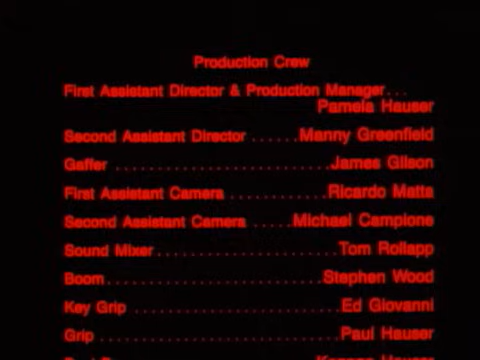 Production Crew
First Assistant Director & Production Manager...
Pamela Hauser
Second Assistant Director ......Manny Greenfield
Gaffer ..............................James Gilson
First Assistant Camera ............Ricardo Matta
Second Assistant Camera .....Michael Campione
Sound Mixer.......................Tom Rollapp
Boom..............................Stephen Wood
Key Grip ..........................Ed Giovanni
Grip..............................Paul Hauser